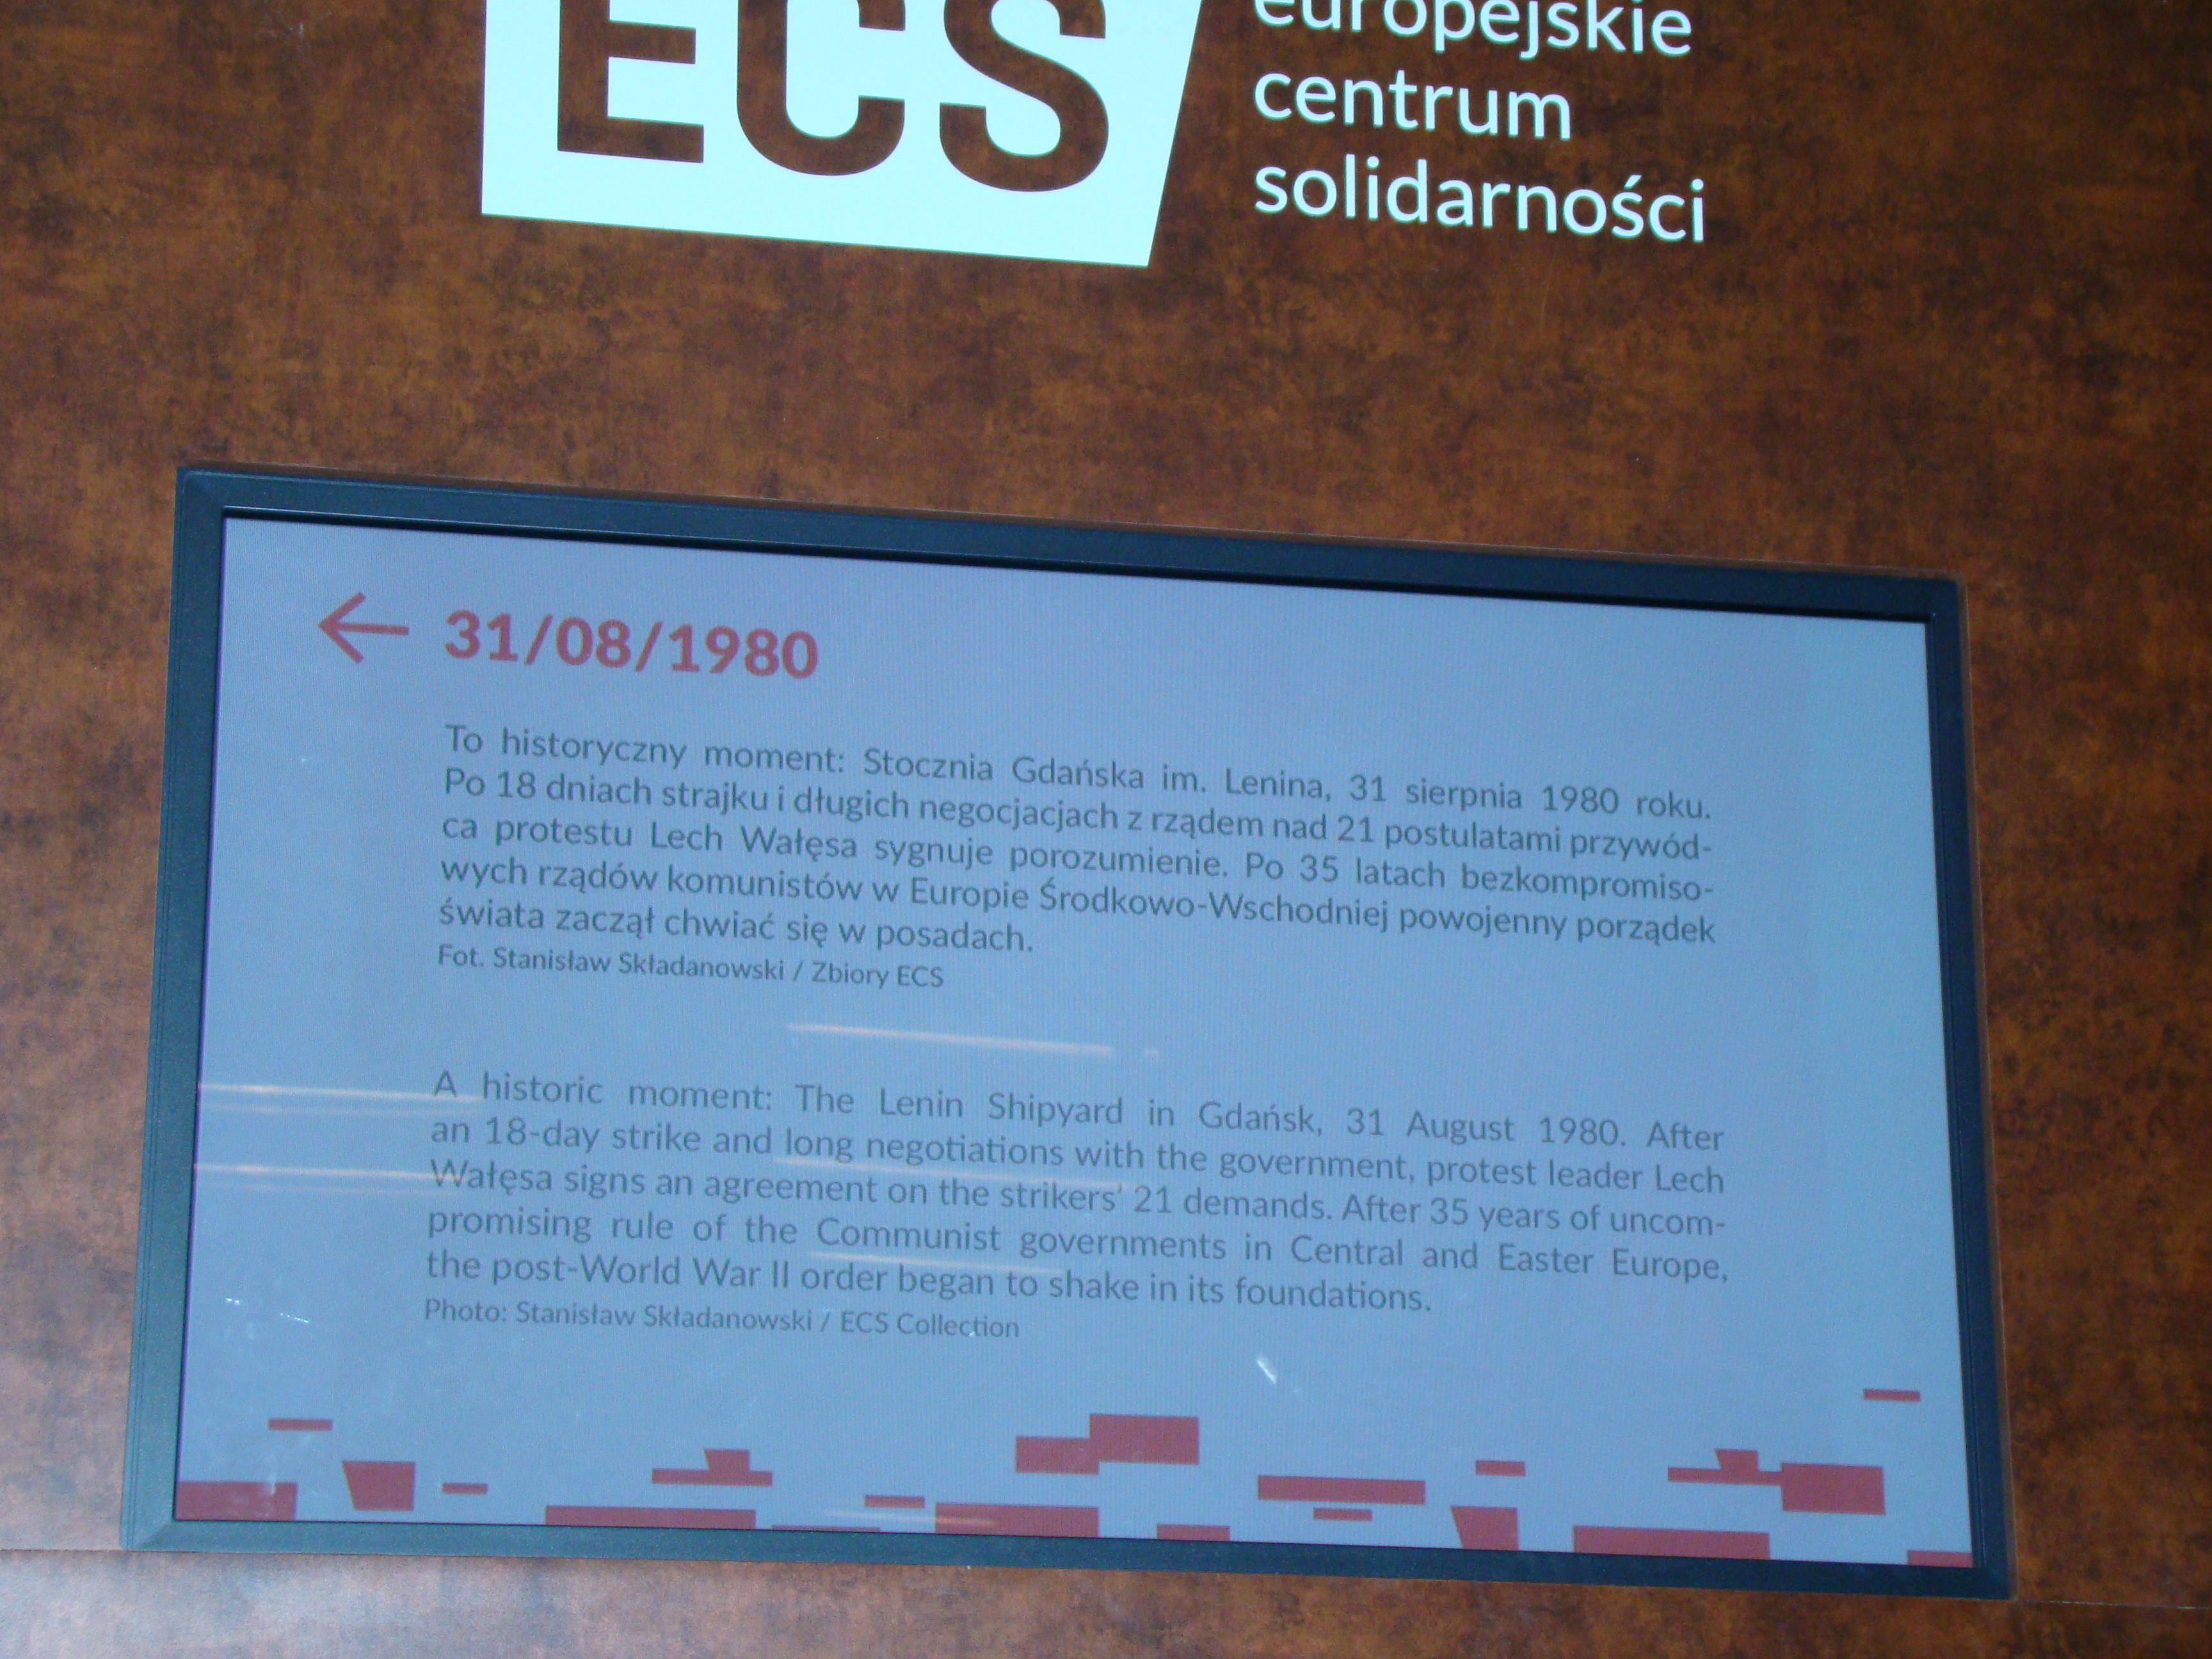 ECS
europejskie
centrum
solidarności
← 31/08/1980
To historyczny moment: Stocznia Gdańska im. Lenina, 31 sierpnia 1980 roku.
Po 18 dniach strajku i długich negocjacjach z rządem nad 21 postulatami przywód-
ca protestu Lech Wałęsa sygnuje porozumienie. Po 35 latach bezkompromiso-
wych rządów komunistów w Europie Środkowo-Wschodniej powojenny porządek
świata zaczął chwiać się w posadach.
Fot. Stanisław Składanowski / Zbiory ECS
A historic moment: The Lenin Shipyard in Gdańsk, 31 August 1980. After
an 18-day strike and long negotiations with the government, protest leader Lech
Wałęsa signs an agreement on the strikers' 21 demands. After 35 years of uncom-
promising rule of the Communist governments in Central and Easter Europe,
the post-World War II order began to shake in its foundations.
Photo: Stanisław Składanowski / ECS Collection